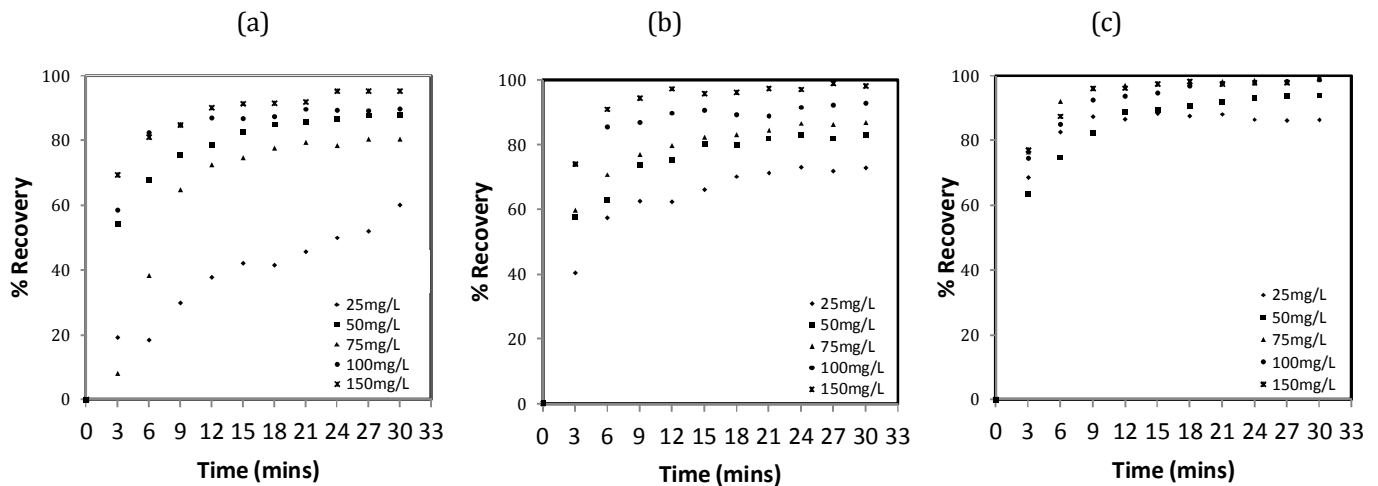 (a)
100
80
60
40
20
0
% Recovery
25mg/L
50mg/L
75mg/L
100mg/L
150mg/L
0 3 6 9 12 15 18 21 24 27 30 33
Time (mins)
(b)
100
80
60
40
20
0
% Recovery
25mg/L
50mg/L
75mg/L
100mg/L
150mg/L
0 3 6 9 12 15 18 21 24 27 30 33
Time (mins)
(c)
100
80
60
40
20
0
% Recovery
25mg/L
50mg/L
75mg/L
100mg/L
150mg/L
0 3 6 9 12 15 18 21 24 27 30 33
Time (mins)